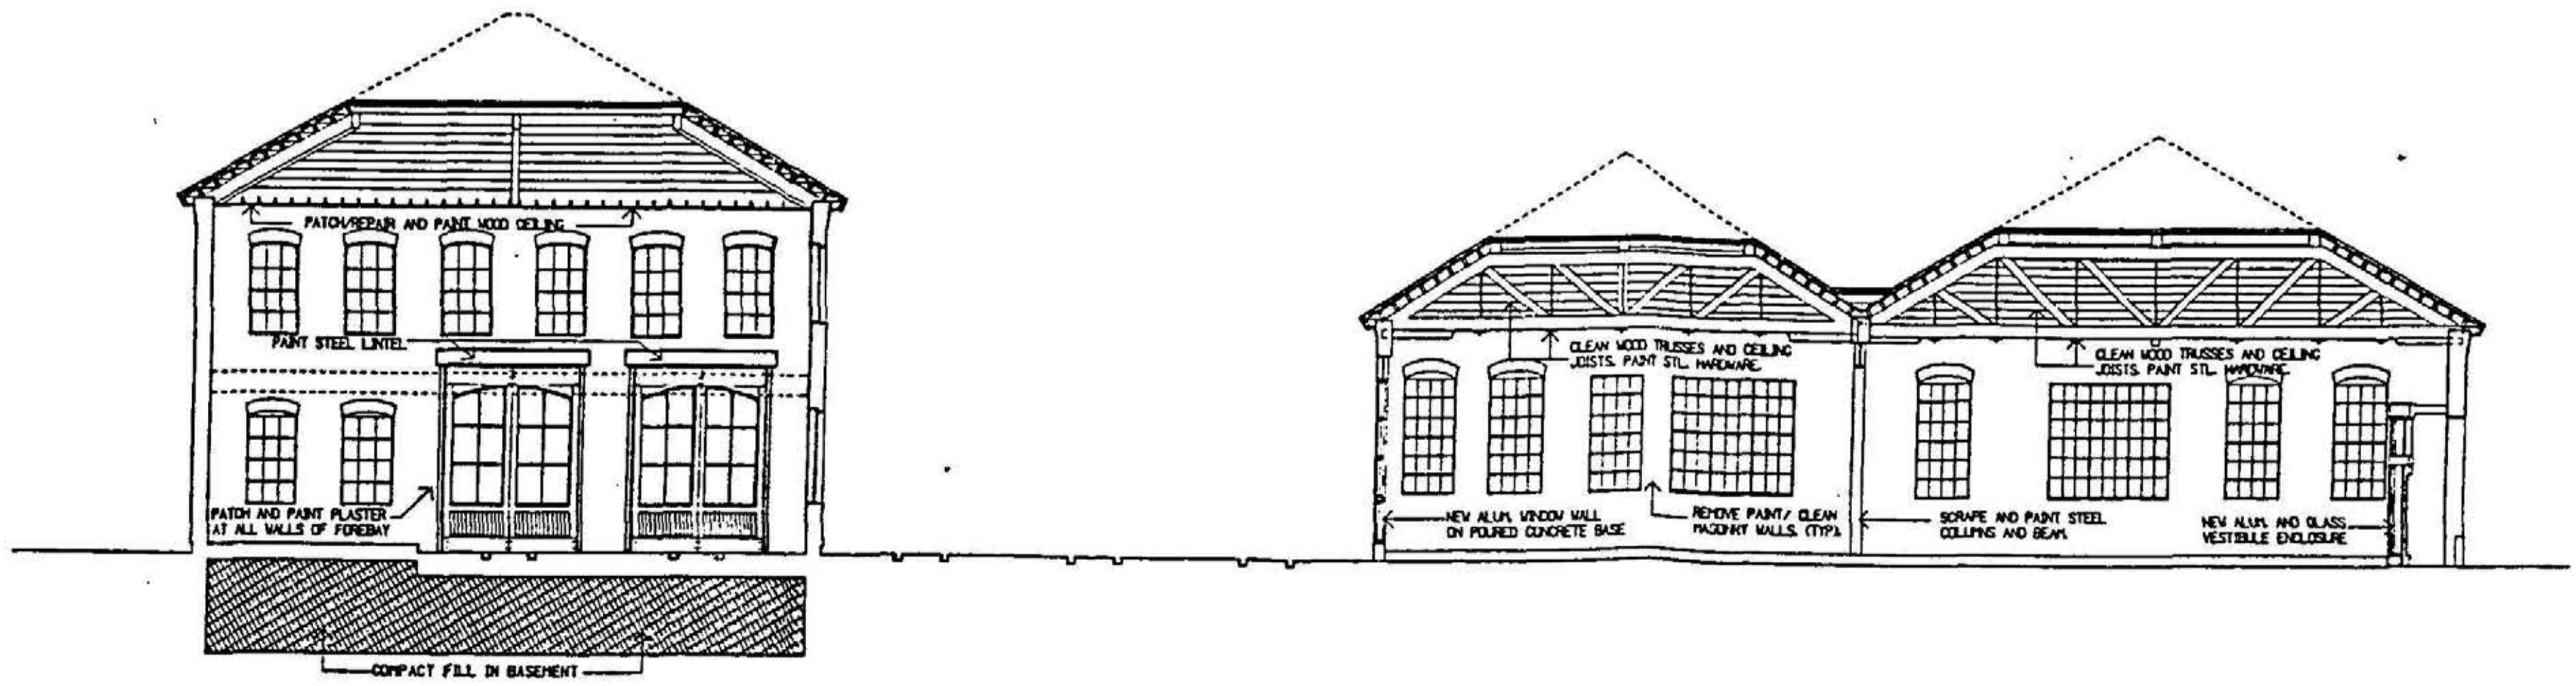 PATCH/REPAIR AND PAINT WOOD CEILING
PAINT STEEL LINTEL
PATCH AND PAINT PLASTER
AT ALL WALLS OF FOREBAY
COMPACT FILL IN BASEMENT
CLEAN WOOD TRUSSES AND CEILING
JOISTS. PAINT STL. HARDWARE.
NEW ALUM. WINDOW WALL
ON POURED CONCRETE BASE
REMOVE PAINT/ CLEAN
MASONRY WALLS. (TYP.)
CLEAN WOOD TRUSSES AND CEILING
JOISTS. PAINT STL. HARDWARE.
SCRAPE AND PAINT STEEL
COLUMNS AND BEAM.
NEW ALUM. AND GLASS
VESTIBULE ENCLOSURE